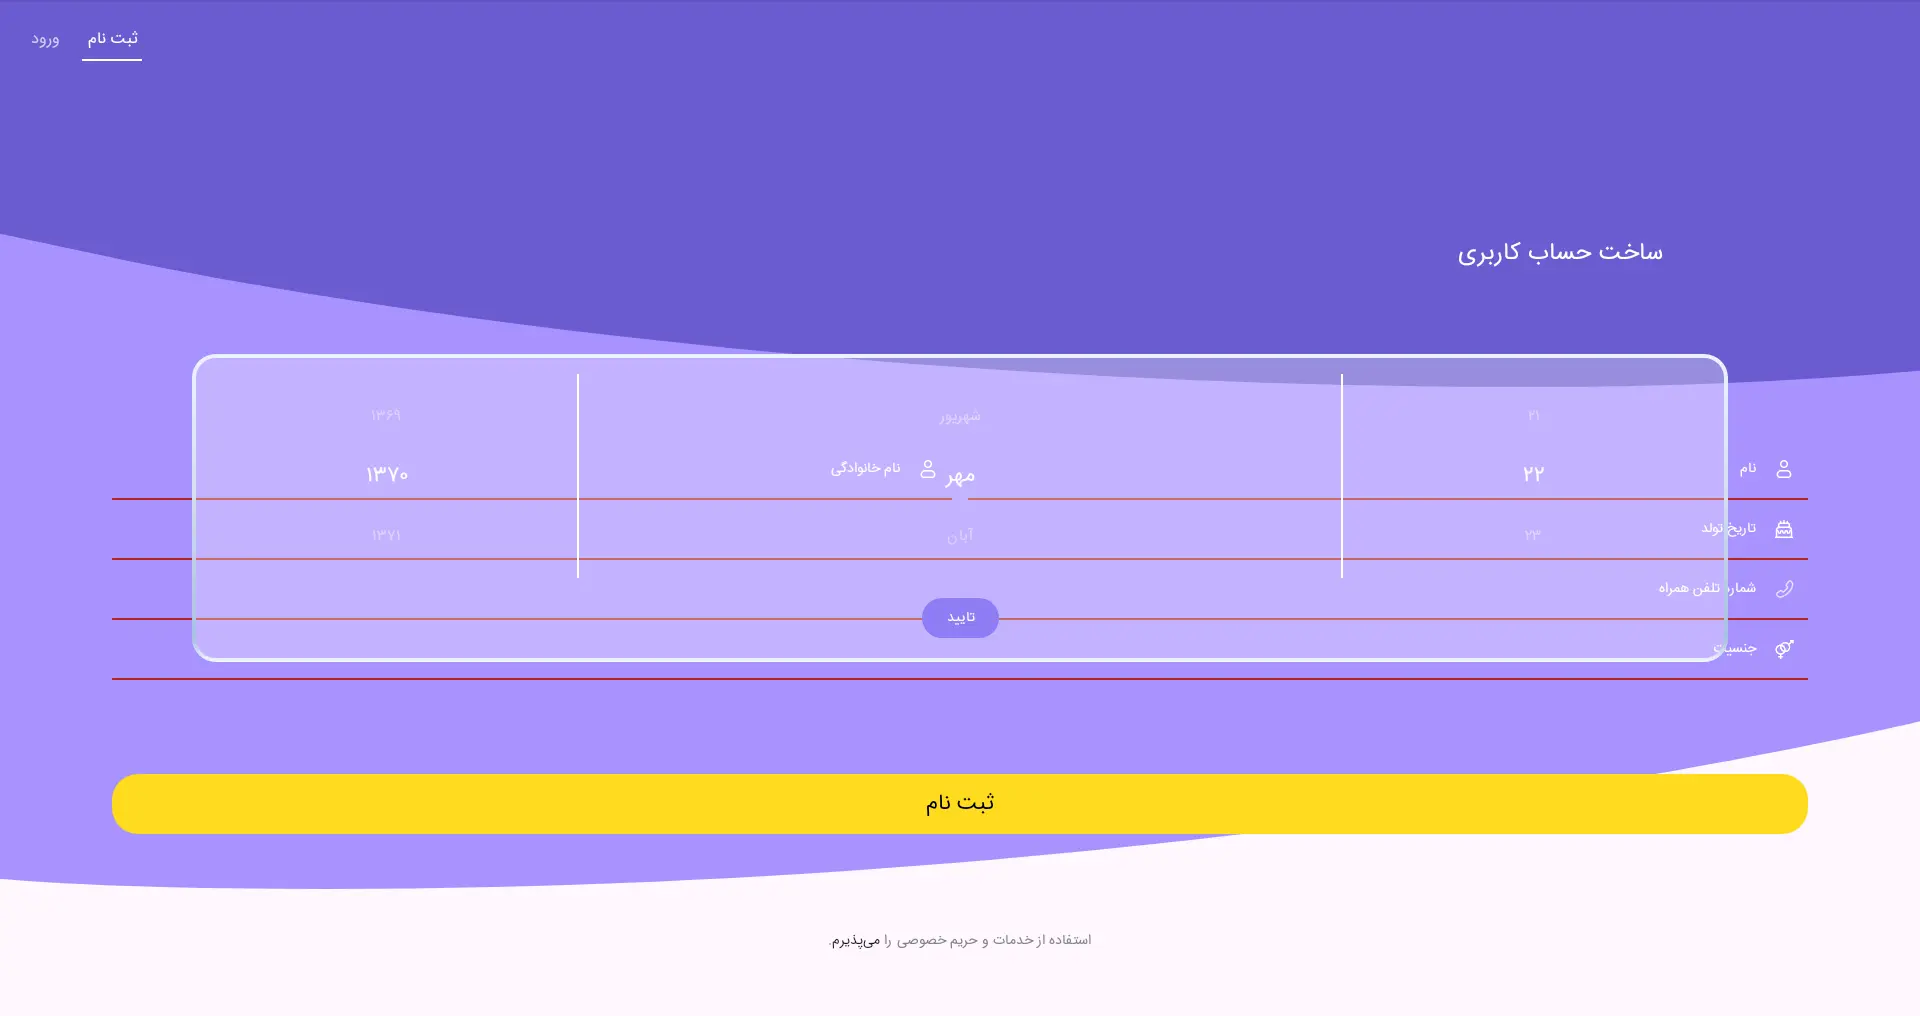 ثبت نام
ورود
ساخت حساب کاربری
۲۱ شهریور ۱۳۶۹
نام
نام خانوادگی
۲۲ مهر ۱۳۷۰
تاریخ تولد
۲۳ آبان ۱۳۷۱
شماره تلفن همراه
تایید
جنسیت
ثبت نام
استفاده از خدمات و حریم خصوصی را می‌پذیرم.